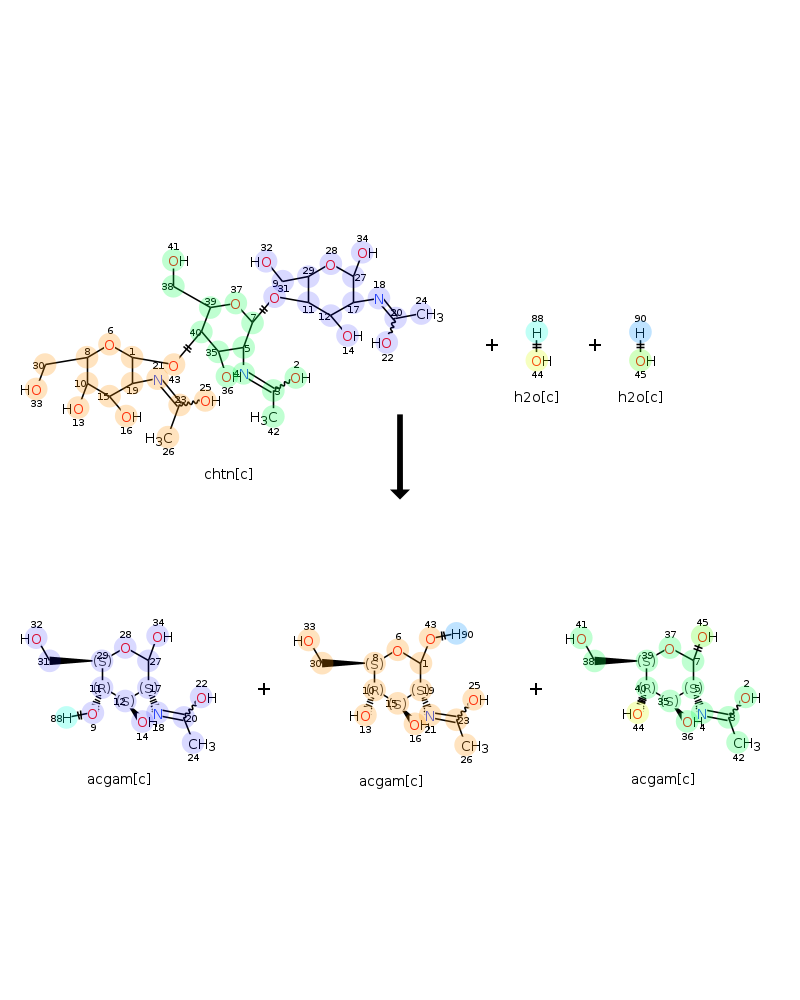 34
OH
41
OH
32
HO
28
O
29
27
9
O
31
18
N
24
CH3
20
HO
22
17
11
12
OH
14
38
37
O
39
7
40
35
5
OH
36
4
N
3
2
OH
H3C
42
6
O
8
1
21
O
43
N
25
OH
23
H3C
26
30
HO
33
10
HO
13
15
OH
16
19
chtn[c]
+
88
H
OH
44
h2o[c]
+
90
H
OH
45
h2o[c]
32
HO
31
28
O
29
(S)
34
OH
27
11
(R)
12
(S)
17
(S)
88
H
O
9
OH
14
N
18
20
22
OH
CH3
24
acgam[c]
+
33
HO
30
6
O
8
(S)
43
O
H
90
1
10
(R)
15
(S)
19
(S)
HO
13
OH
16
N
21
23
25
OH
CH3
26
acgam[c]
+
41
HO
38
37
O
39
(S)
45
OH
7
40
(R)
35
(S)
5
(S)
HO
44
OH
36
N
4
3
2
OH
CH3
42
acgam[c]